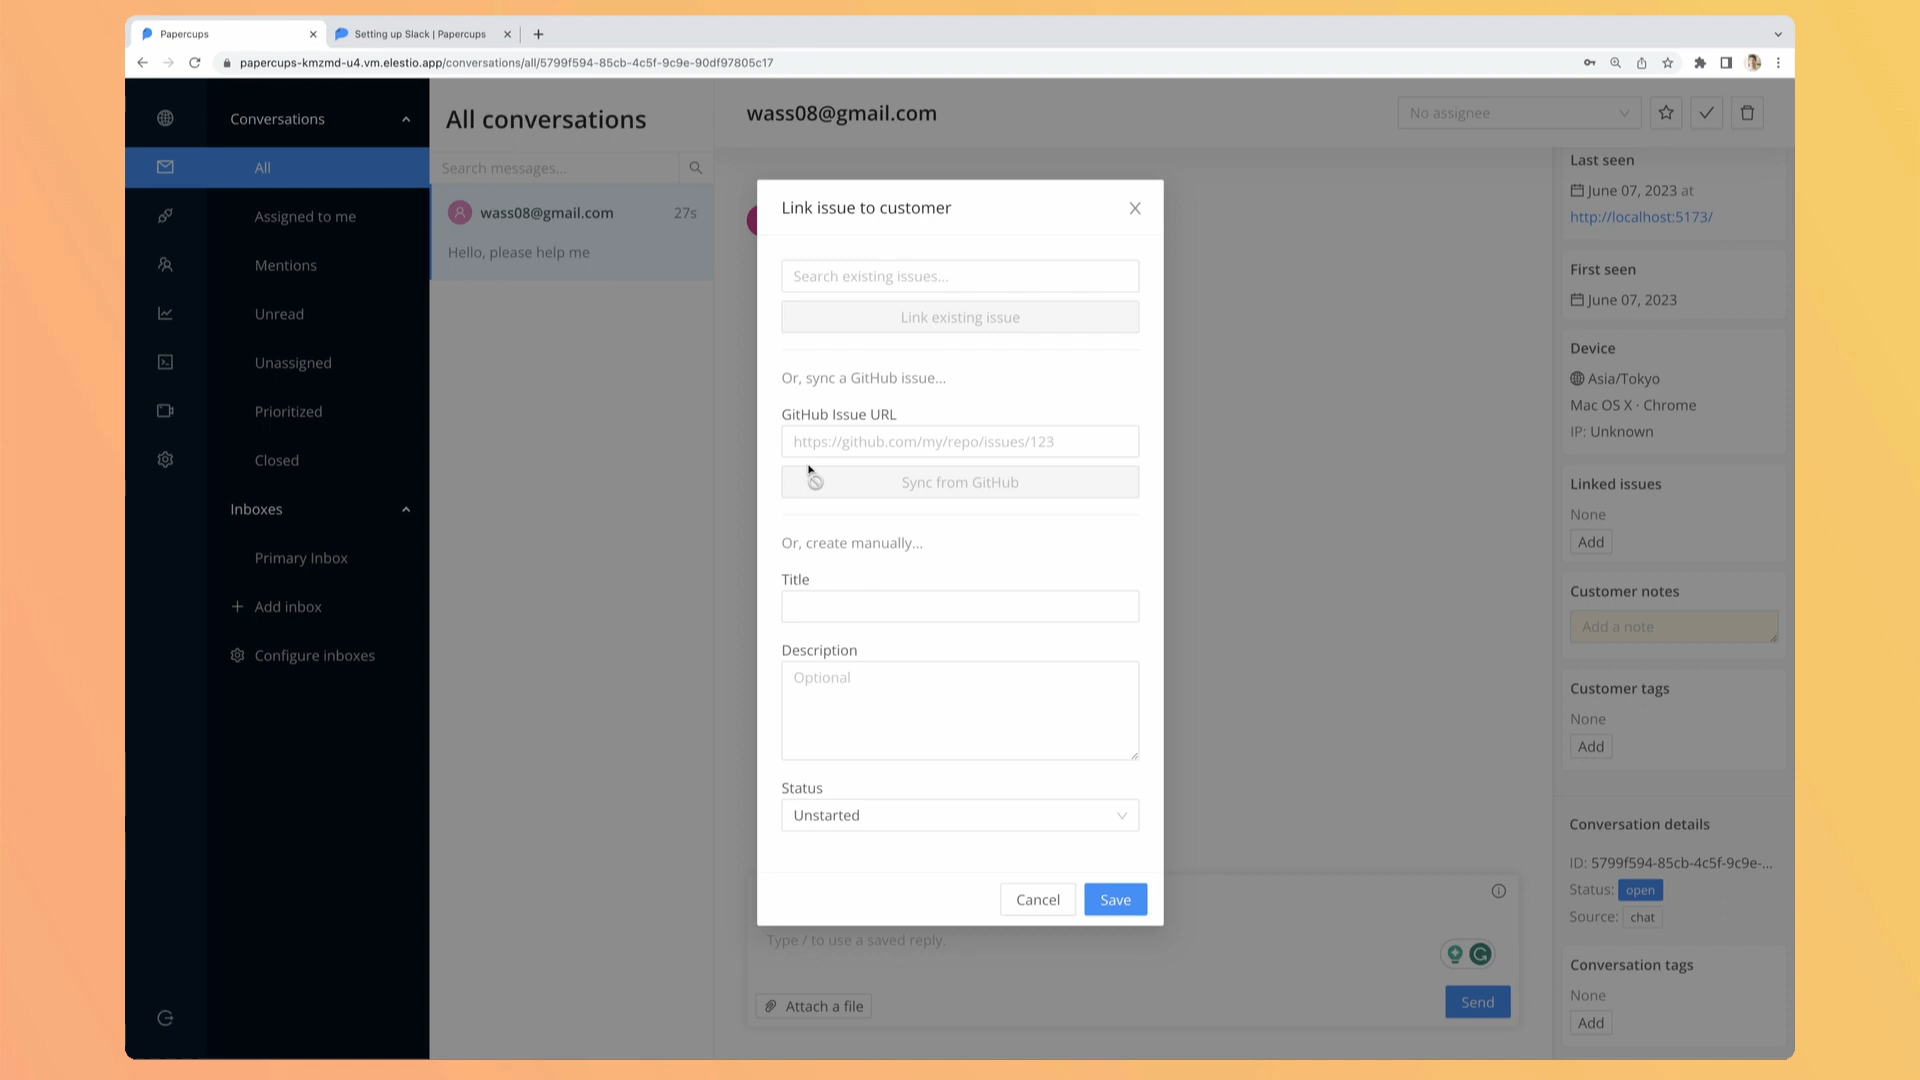 Papercups
Setting up Slack | Papercups
papercups-kmzmd-u4.vm.elestio.app/conversations/all/5799f594-85cb-4c5f-9c9e-90df97805c17
Conversations
All
Assigned to me
Mentions
Unread
Unassigned
Prioritized
Closed
Inboxes
Primary Inbox
Add inbox
Configure inboxes
All conversations
Search messages...
wass08@gmail.com 27s
Hello, please help me
wass08@gmail.com
No assignee
Link issue to customer
Search existing issues...
Link existing issue
Or, sync a GitHub issue...
GitHub Issue URL
https://github.com/my/repo/issues/123
Sync from GitHub
Or, create manually...
Title
Description
Optional
Status
Unstarted
Cancel
Save
Type / to use a saved reply.
Attach a file
Send
Last seen
June 07, 2023 at
http://localhost:5173/
First seen
June 07, 2023
Device
Asia/Tokyo
Mac OS X · Chrome
IP: Unknown
Linked issues
None
Add
Customer notes
Add a note
Customer tags
None
Add
Conversation details
ID: 5799f594-85cb-4c5f-9c9e-...
Status: open
Source: chat
Conversation tags
None
Add